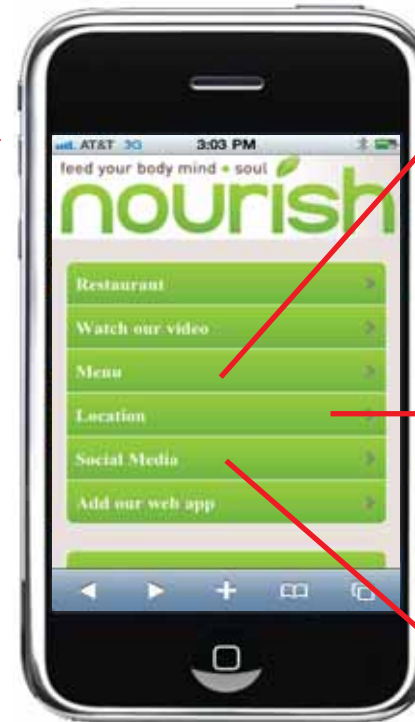 AT&T 3G 3:03 PM
feed your body mind • soul
nourish
Restaurant
Watch our video
Menu
Location
Social Media
Add our web app